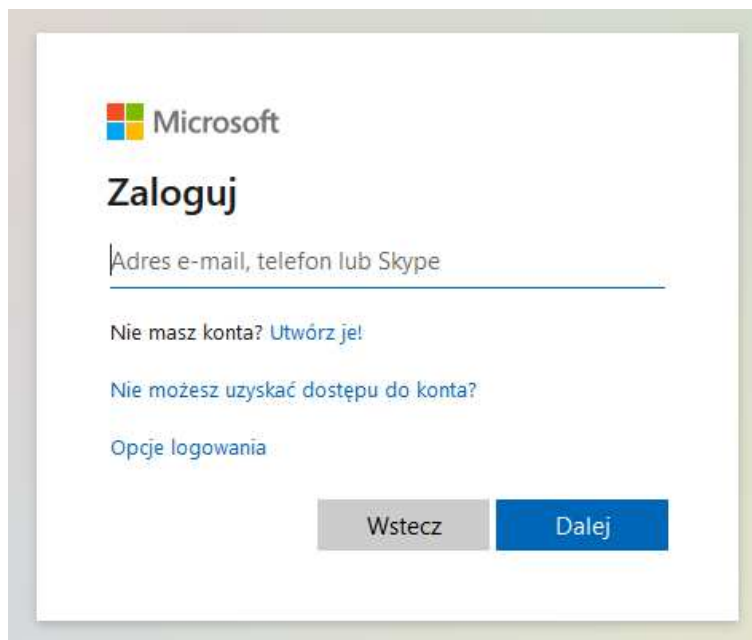 Microsoft
Zaloguj
Adres e-mail, telefon lub Skype
Nie masz konta? Utwórz je!
Nie możesz uzyskać dostępu do konta?
Opcje logowania
Wstecz Dalej